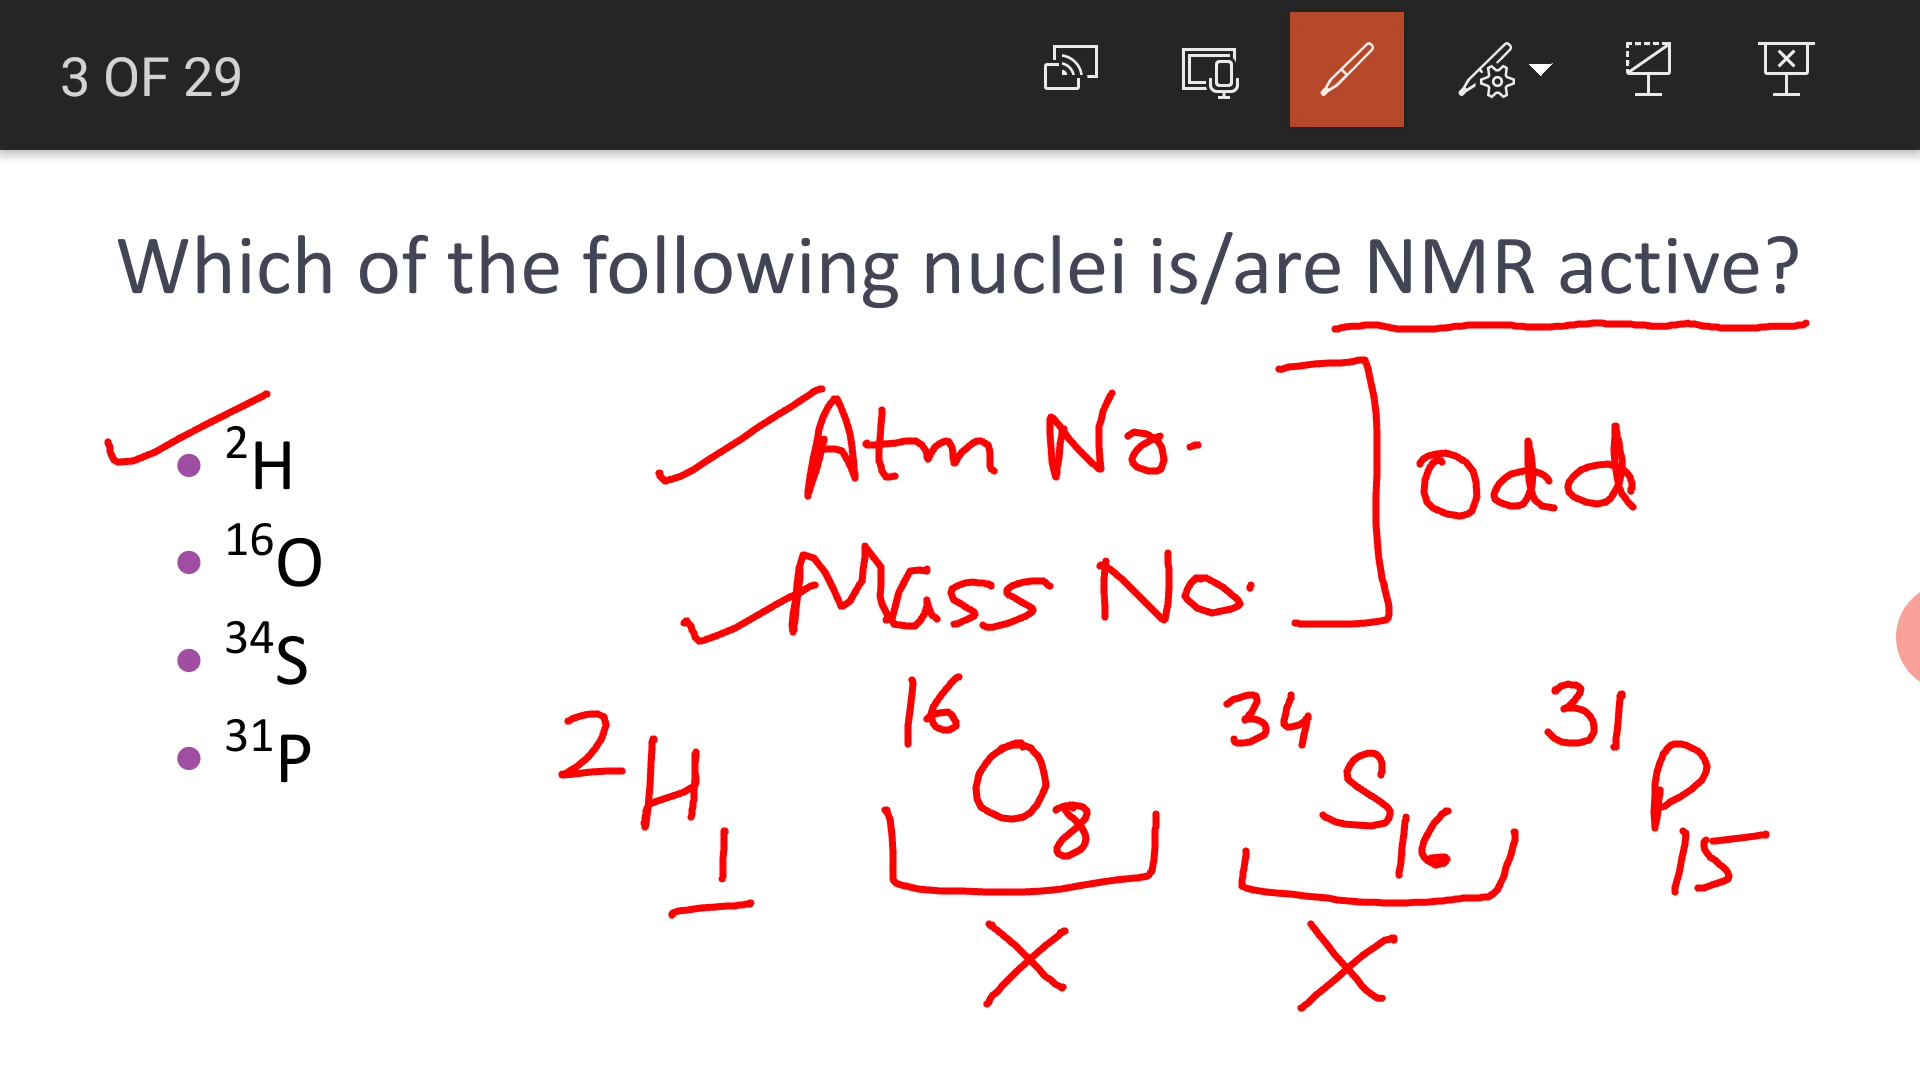 3 OF 29
Which of the following nuclei is/are NMR active?
• ²H
• ¹⁶O
• ³⁴S
• ³¹P
Atm No.
Mass No.
Odd
²H₁
¹⁶O₈
³⁴S₁₆
³¹P₁₅
X
X